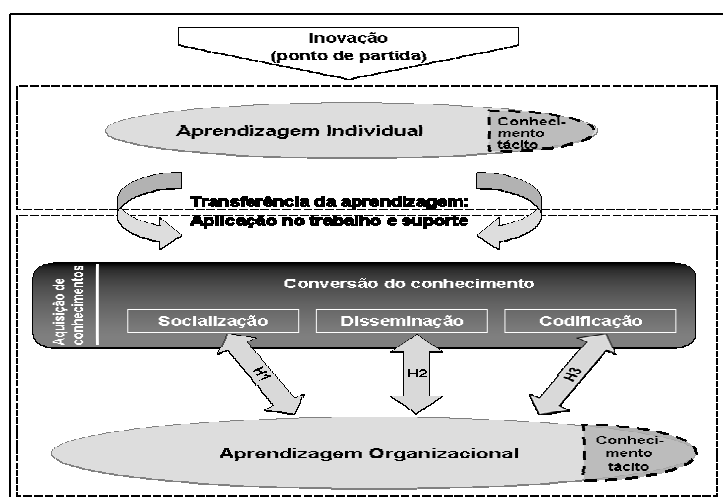 Inovação
(ponto de partida)
Aprendizagem Individual
Conheci-
mento
tácito
Transferência da aprendizagem:
Aplicação no trabalho e suporte
Aquisição de
conhecimentos
Conversão do conhecimento
Socialização
Disseminação
Codificação
H1
H2
H3
Aprendizagem Organizacional
Conheci-
mento
tácito